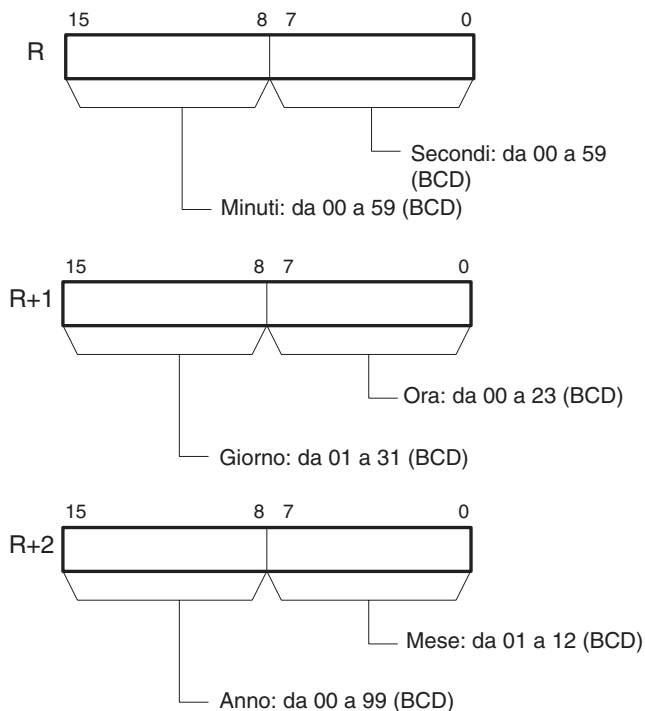 15 8 7 0
R
Secondi: da 00 a 59
(BCD)
Minuti: da 00 a 59 (BCD)
15 8 7 0
R+1
Ora: da 00 a 23 (BCD)
Giorno: da 01 a 31 (BCD)
15 8 7 0
R+2
Mese: da 01 a 12 (BCD)
Anno: da 00 a 99 (BCD)